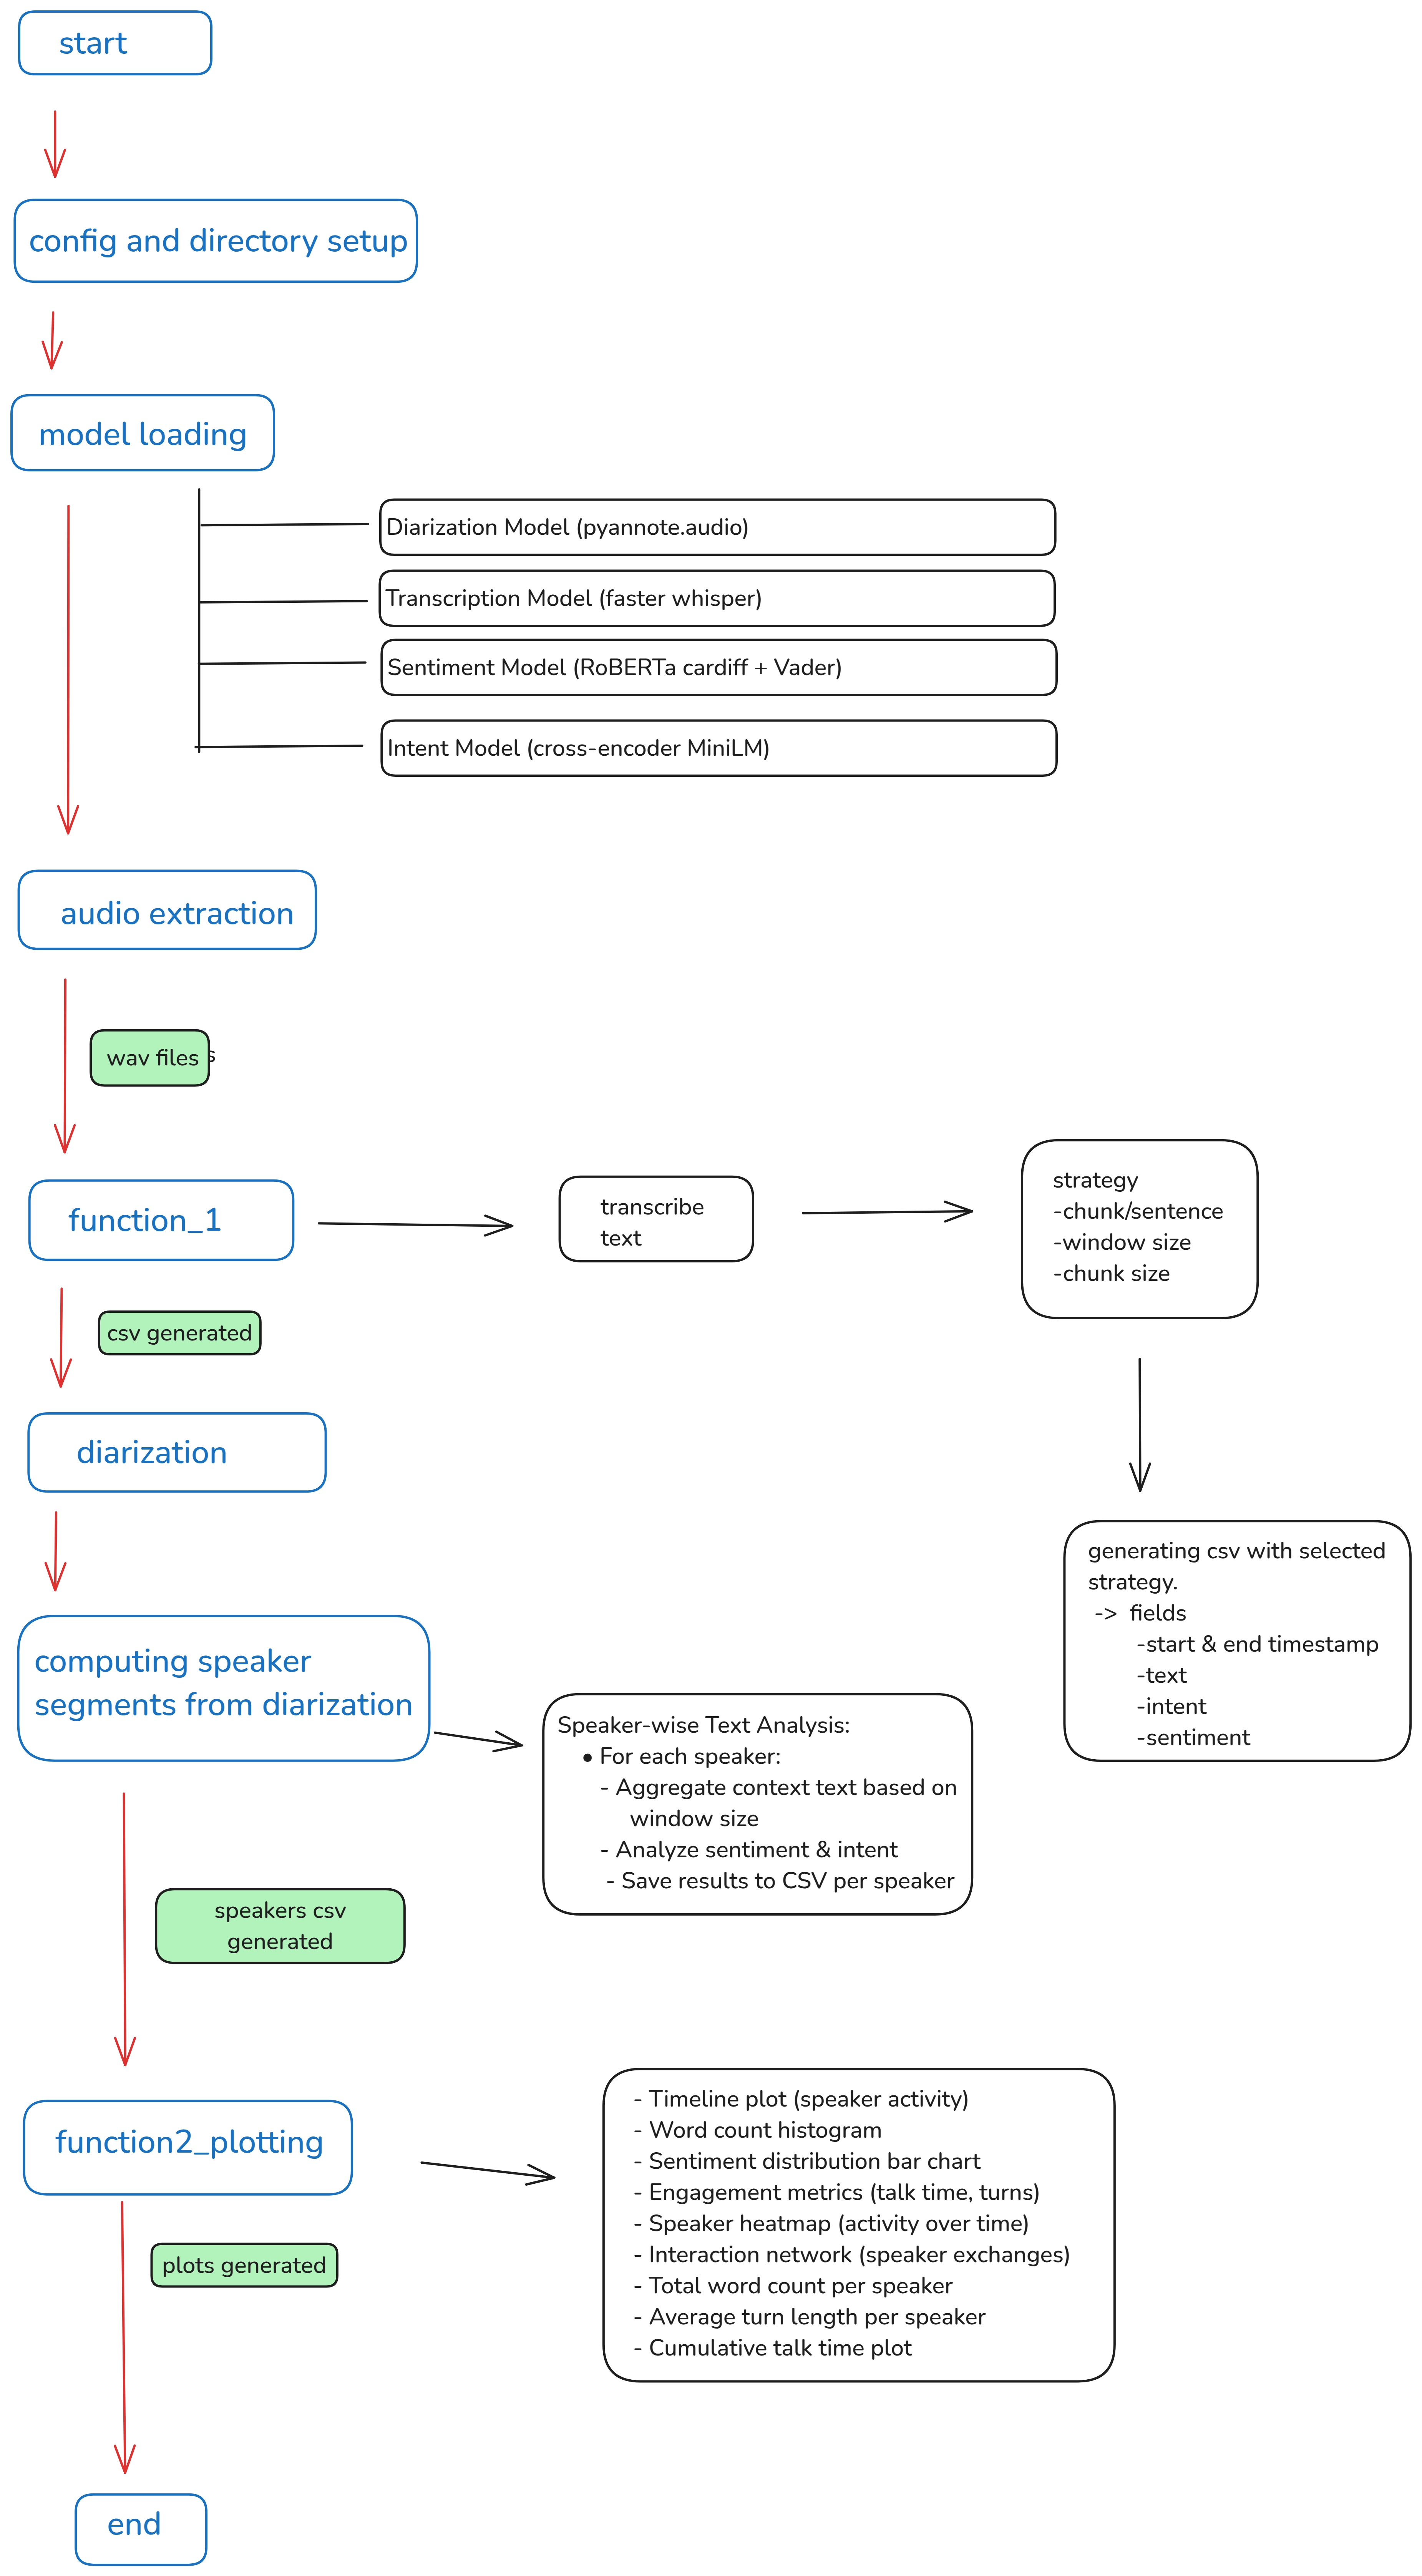 start
config and directory setup
model loading
Diarization Model (pyannote.audio)
Transcription Model (faster whisper)
Sentiment Model (RoBERTa cardiff + Vader)
Intent Model (cross-encoder MiniLM)
audio extraction
wav files s
function_1
transcribe
text
strategy
-chunk/sentence
-window size
-chunk size
csv generated
diarization
generating csv with selected
strategy.
-> fields
-start & end timestamp
-text
-intent
-sentiment
computing speaker
segments from diarization
Speaker-wise Text Analysis:
• For each speaker:
- Aggregate context text based on
window size
- Analyze sentiment & intent
- Save results to CSV per speaker
speakers csv
generated
function2_plotting
- Timeline plot (speaker activity)
- Word count histogram
- Sentiment distribution bar chart
- Engagement metrics (talk time, turns)
- Speaker heatmap (activity over time)
- Interaction network (speaker exchanges)
- Total word count per speaker
- Average turn length per speaker
- Cumulative talk time plot
plots generated
end